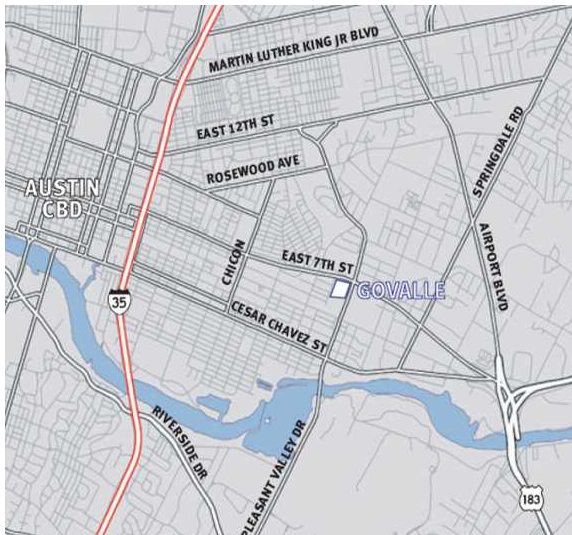 MARTIN LUTHER KING JR BLVD
EAST 12TH ST
SPRINGDALE RD
ROSEWOOD AVE
AUSTIN
CBD
AIRPORT BLVD
CHICON
EAST 7TH ST
GOVALLE
35
CESAR CHAVEZ ST
RIVERSIDE DR
PLEASANT VALLEY DR
183